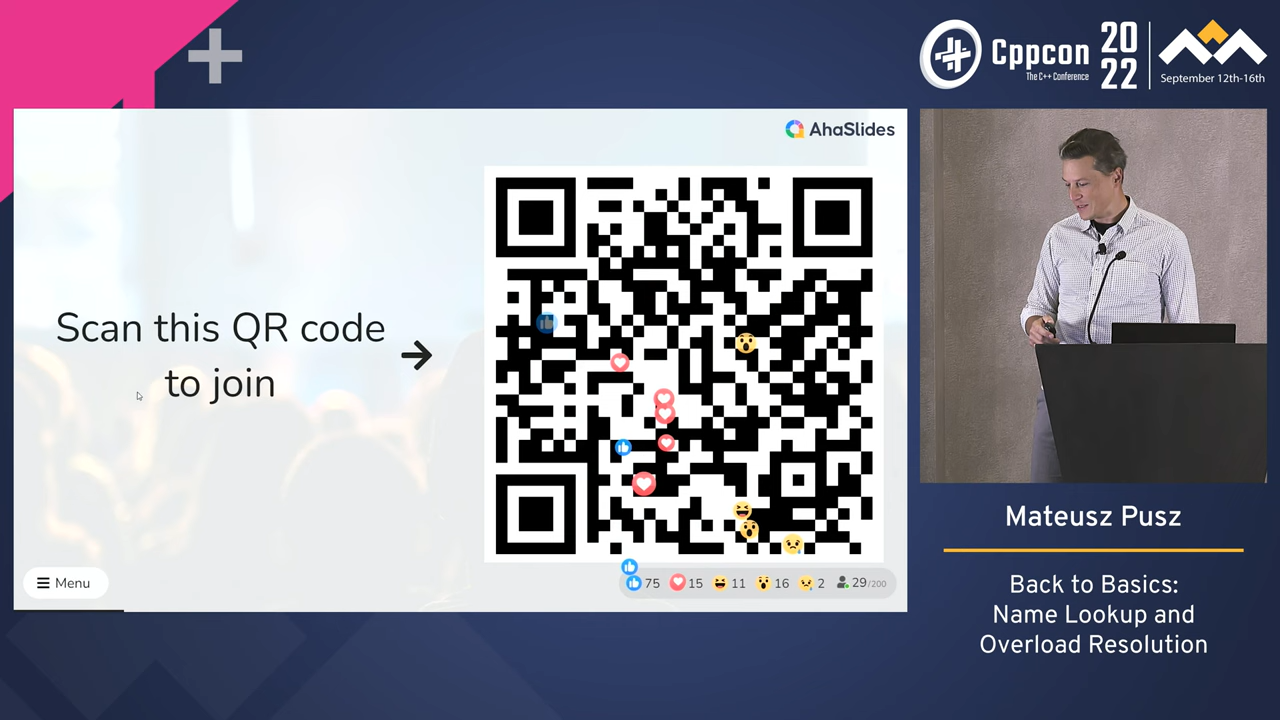 Cppcon
The C++ Conference
20
22
September 12th-16th
AhaSlides
Scan this QR code
to join
Menu
75 15 11 16 2 29/200
Mateusz Pusz
Back to Basics:
Name Lookup and
Overload Resolution